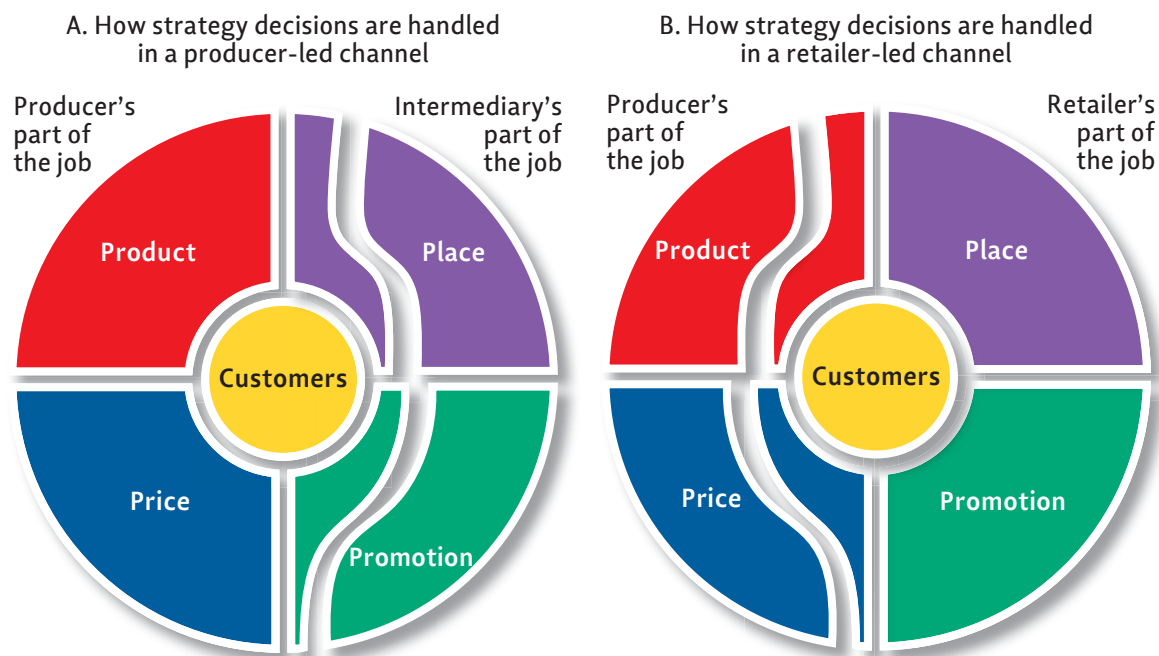 A. How strategy decisions are handled
in a producer-led channel
Producer's
part of
the job
Intermediary's
part of
the job
Product
Place
Customers
Price
Promotion
B. How strategy decisions are handled
in a retailer-led channel
Producer's
part of
the job
Retailer's
part of
the job
Product
Place
Customers
Price
Promotion